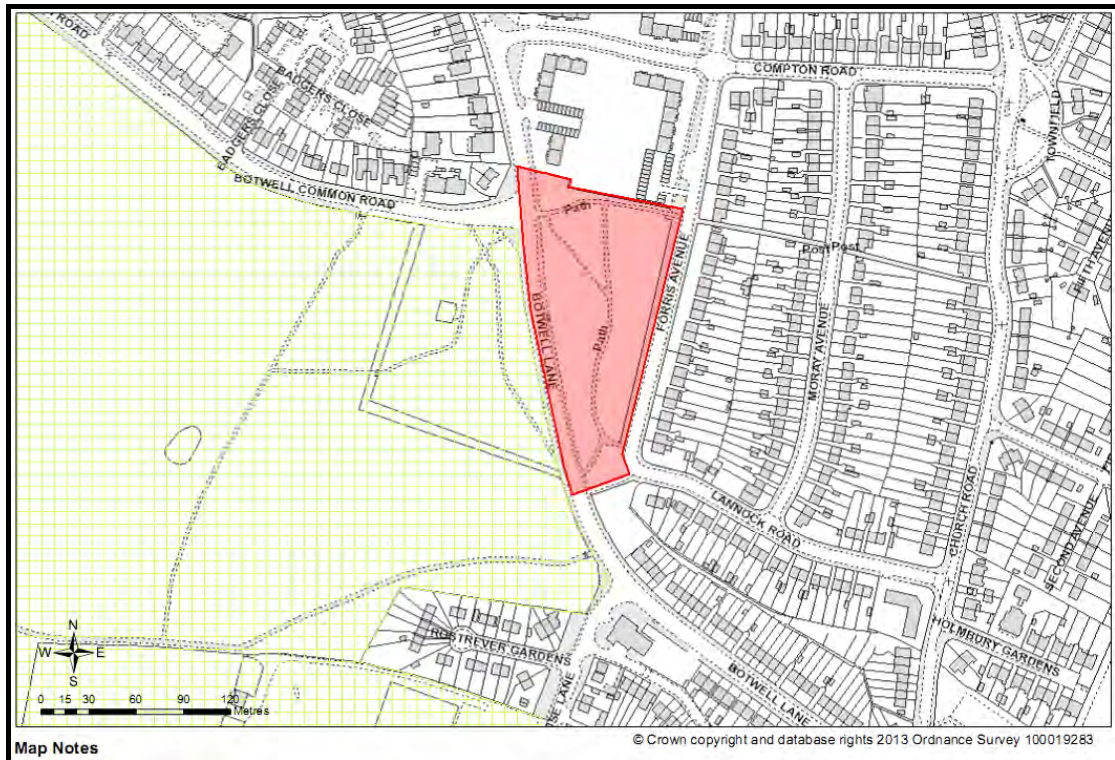 ROAD
BADGERS CLOSE
BADGERS CLOSE
COMPTON ROAD
TOWNFIELD
BOTWELL COMMON ROAD
Path
FORRIS AVENUE
Post
Post
BOTWELL LANE
Path
MORAY AVENUE
LANNOCK ROAD
CHURCH ROAD
SECOND AVENUE
HOLMBURY GARDENS
ROSTREVER GARDENS
BOTWELL LANE
N
W E
S
0 15 30 60 90 120
Metres
Map Notes
© Crown copyright and database rights 2013 Ordnance Survey 100019283